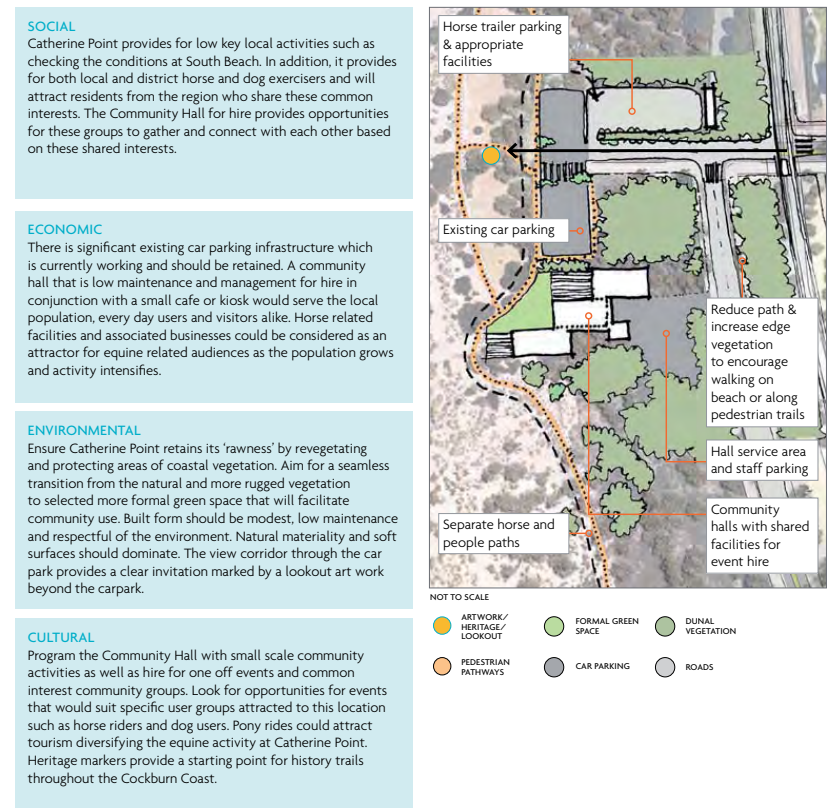 SOCIAL
Catherine Point provides for low key local activities such as
checking the conditions at South Beach. In addition, it provides
for both local and district horse and dog exercisers and will
attract residents from the region who share these common
interests. The Community Hall for hire provides opportunities
for these groups to gather and connect with each other based
on these shared interests.
ECONOMIC
There is significant existing car parking infrastructure which
is currently working and should be retained. A community
hall that is low maintenance and management for hire in
conjunction with a small cafe or kiosk would serve the local
population, every day users and visitors alike. Horse related
facilities and associated businesses could be considered as an
attractor for equine related audiences as the population grows
and activity intensifies.
ENVIRONMENTAL
Ensure Catherine Point retains its ‘rawness’ by revegetating
and protecting areas of coastal vegetation. Aim for a seamless
transition from the natural and more rugged vegetation
to selected more formal green space that will facilitate
community use. Built form should be modest, low maintenance
and respectful of the environment. Natural materiality and soft
surfaces should dominate. The view corridor through the car
park provides a clear invitation marked by a lookout art work
beyond the carpark.
CULTURAL
Program the Community Hall with small scale community
activities as well as hire for one off events and common
interest community groups. Look for opportunities for events
that would suit specific user groups attracted to this location
such as horse riders and dog users. Pony rides could attract
tourism diversifying the equine activity at Catherine Point.
Heritage markers provide a starting point for history trails
throughout the Cockburn Coast.
Horse trailer parking
& appropriate
facilities
Existing car parking
Reduce path &
increase edge
vegetation
to encourage
walking on
beach or along
pedestrian trails
Hall service area
and staff parking
Community
halls with shared
facilities for
event hire
Separate horse and
people paths
NOT TO SCALE
ARTWORK/
HERITAGE/
LOOKOUT
FORMAL GREEN
SPACE
DUNAL
VEGETATION
PEDESTRIAN
PATHWAYS
CAR PARKING
ROADS